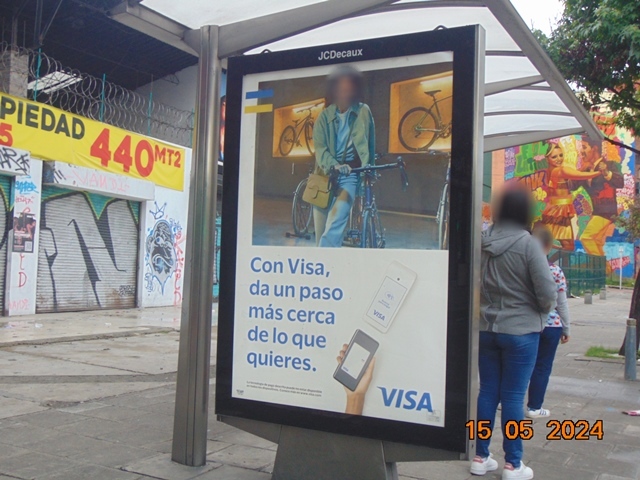 JCDecaux
PIEDAD 440 MT2
5
Con Visa,
da un paso
más cerca
de lo que
quieres.
VISA
VISA
15 05 2024